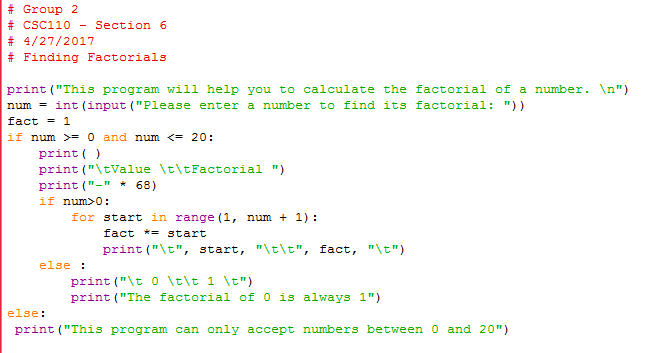 # Group 2
# CSC110 - Section 6
# 4/27/2017
# Finding Factorials

print("This program will help you to calculate the factorial of a number. \n")
num = int(input("Please enter a number to find its factorial: "))
fact = 1
if num >= 0 and num <= 20:
    print( )
    print("\tValue \t\tFactorial ")
    print("-" * 68)
    if num>0:
        for start in range(1, num + 1):
            fact *= start
            print("\t", start, "\t\t", fact, "\t")
    else :
        print("\t 0 \t\t 1 \t")
        print("The factorial of 0 is always 1")
else:
 print("This program can only accept numbers between 0 and 20")